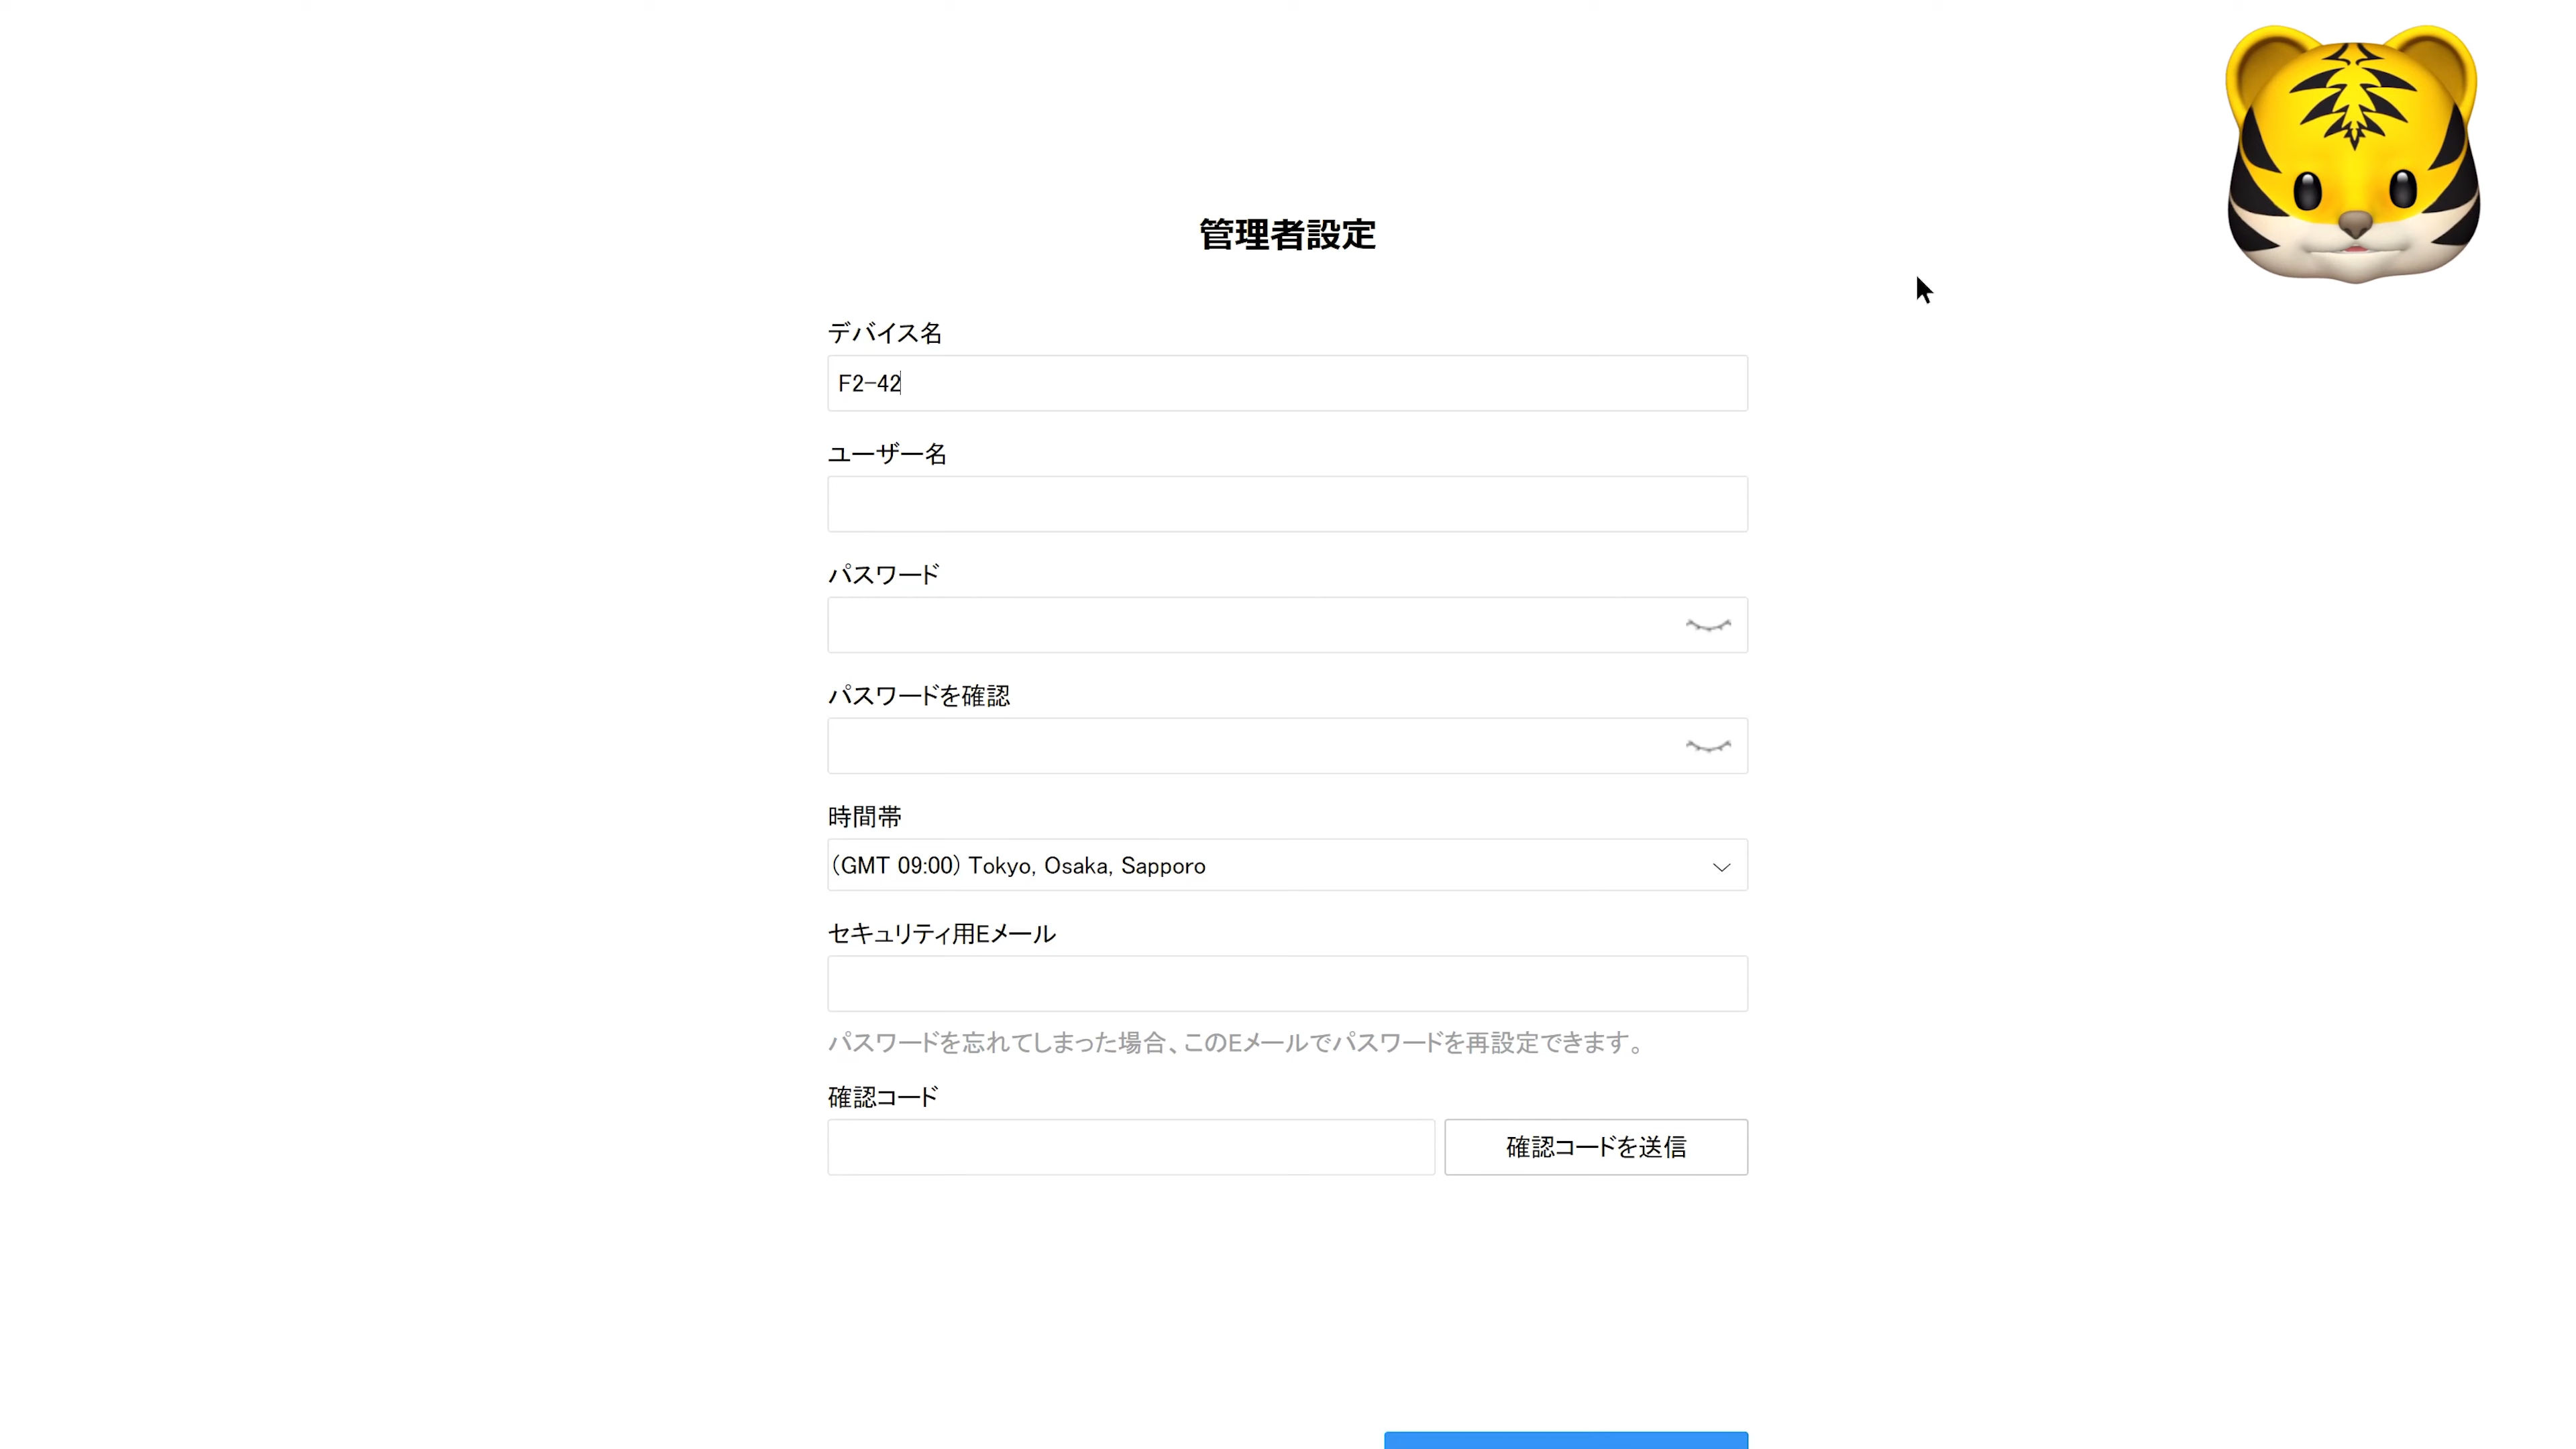 管理者設定
デバイス名
F2-42
ユーザー名
パスワード
パスワードを確認
時間帯
(GMT 09:00) Tokyo, Osaka, Sapporo
セキュリティ用Eメール
パスワードを忘れてしまった場合、このEメールでパスワードを再設定できます。
確認コード
確認コードを送信